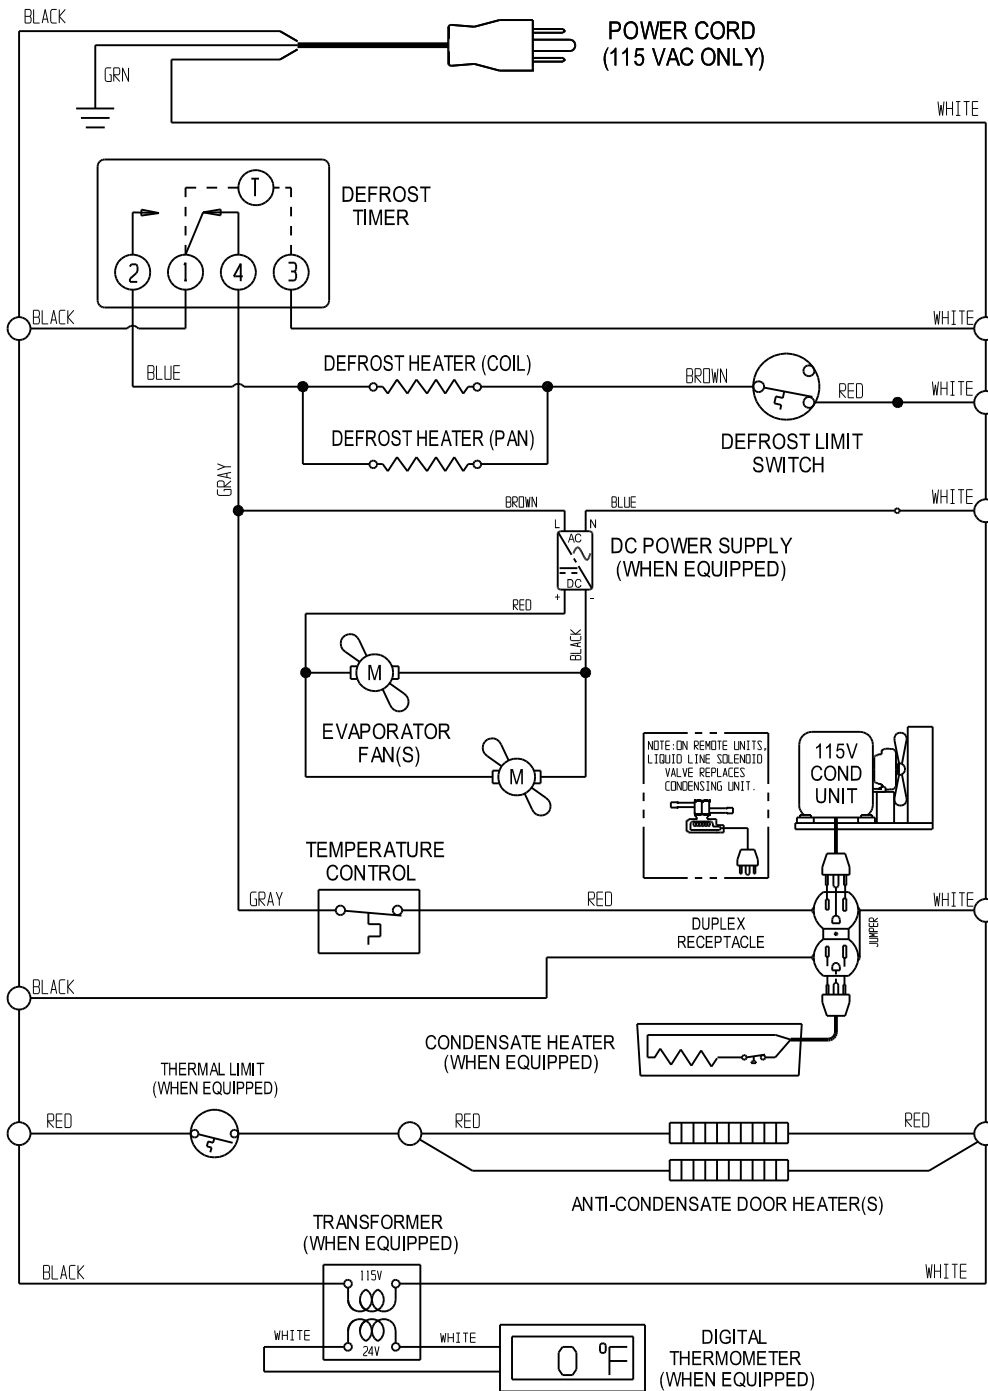 BLACK
POWER CORD
(115 VAC ONLY)
GRN
WHITE
T
DEFROST
TIMER
2 1 4 3
BLACK
WHITE
BLUE
DEFROST HEATER (COIL)
BROWN
RED
WHITE
DEFROST HEATER (PAN)
DEFROST LIMIT
SWITCH
GRAY
BROWN
BLUE
WHITE
L N
AC
DC
+ -
DC POWER SUPPLY
(WHEN EQUIPPED)
RED
BLACK
M
EVAPORATOR
FAN(S)
M
NOTE:ON REMOTE UNITS,
LIQUID LINE SOLENOID
VALVE REPLACES
CONDENSING UNIT.
115V
COND
UNIT
TEMPERATURE
CONTROL
GRAY
RED
WHITE
DUPLEX
RECEPTACLE
JUMPER
BLACK
CONDENSATE HEATER
(WHEN EQUIPPED)
THERMAL LIMIT
(WHEN EQUIPPED)
RED
RED
RED
ANTI-CONDENSATE DOOR HEATER(S)
TRANSFORMER
(WHEN EQUIPPED)
BLACK
115V
WHITE
WHITE
24V
WHITE
0 °F
DIGITAL
THERMOMETER
(WHEN EQUIPPED)